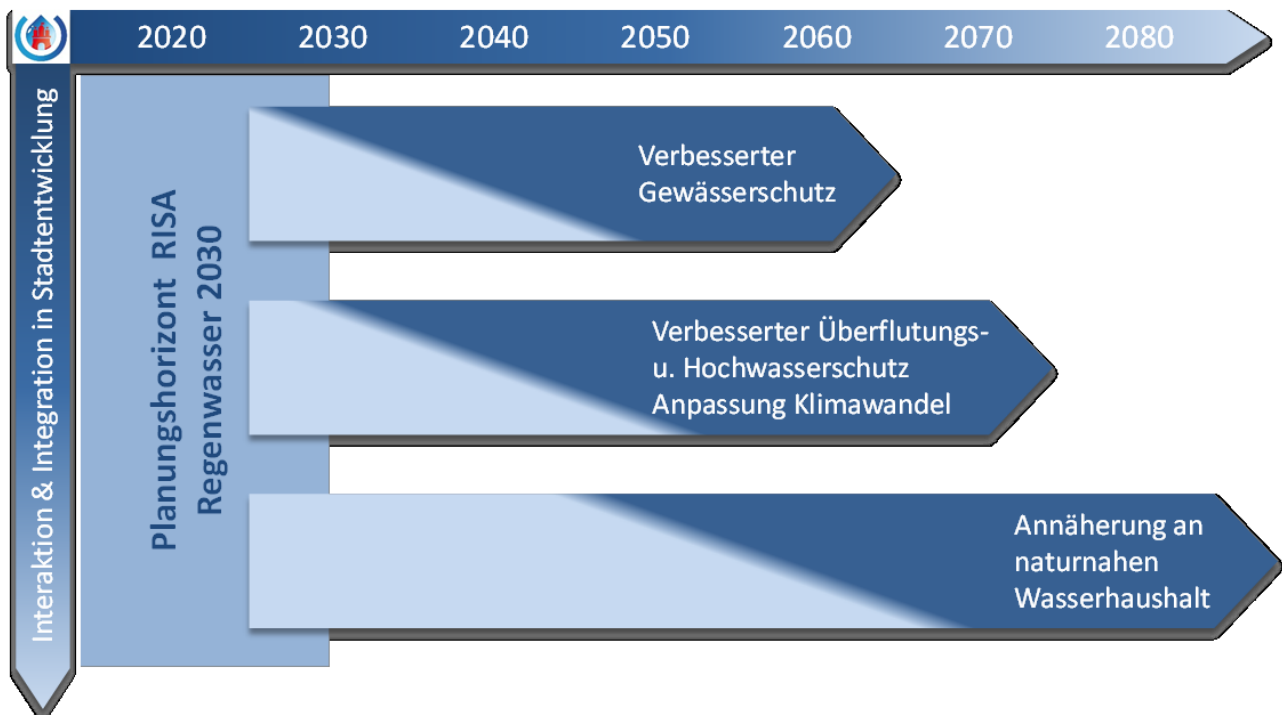 2020 2030 2040 2050 2060 2070 2080
Interaktion & Integration in Stadtentwicklung
Planungshorizont RISA
Regenwasser 2030
Verbesserter
Gewässerschutz
Verbesserter Überflutungs-
u. Hochwasserschutz
Anpassung Klimawandel
Annäherung an
naturnahen
Wasserhaushalt